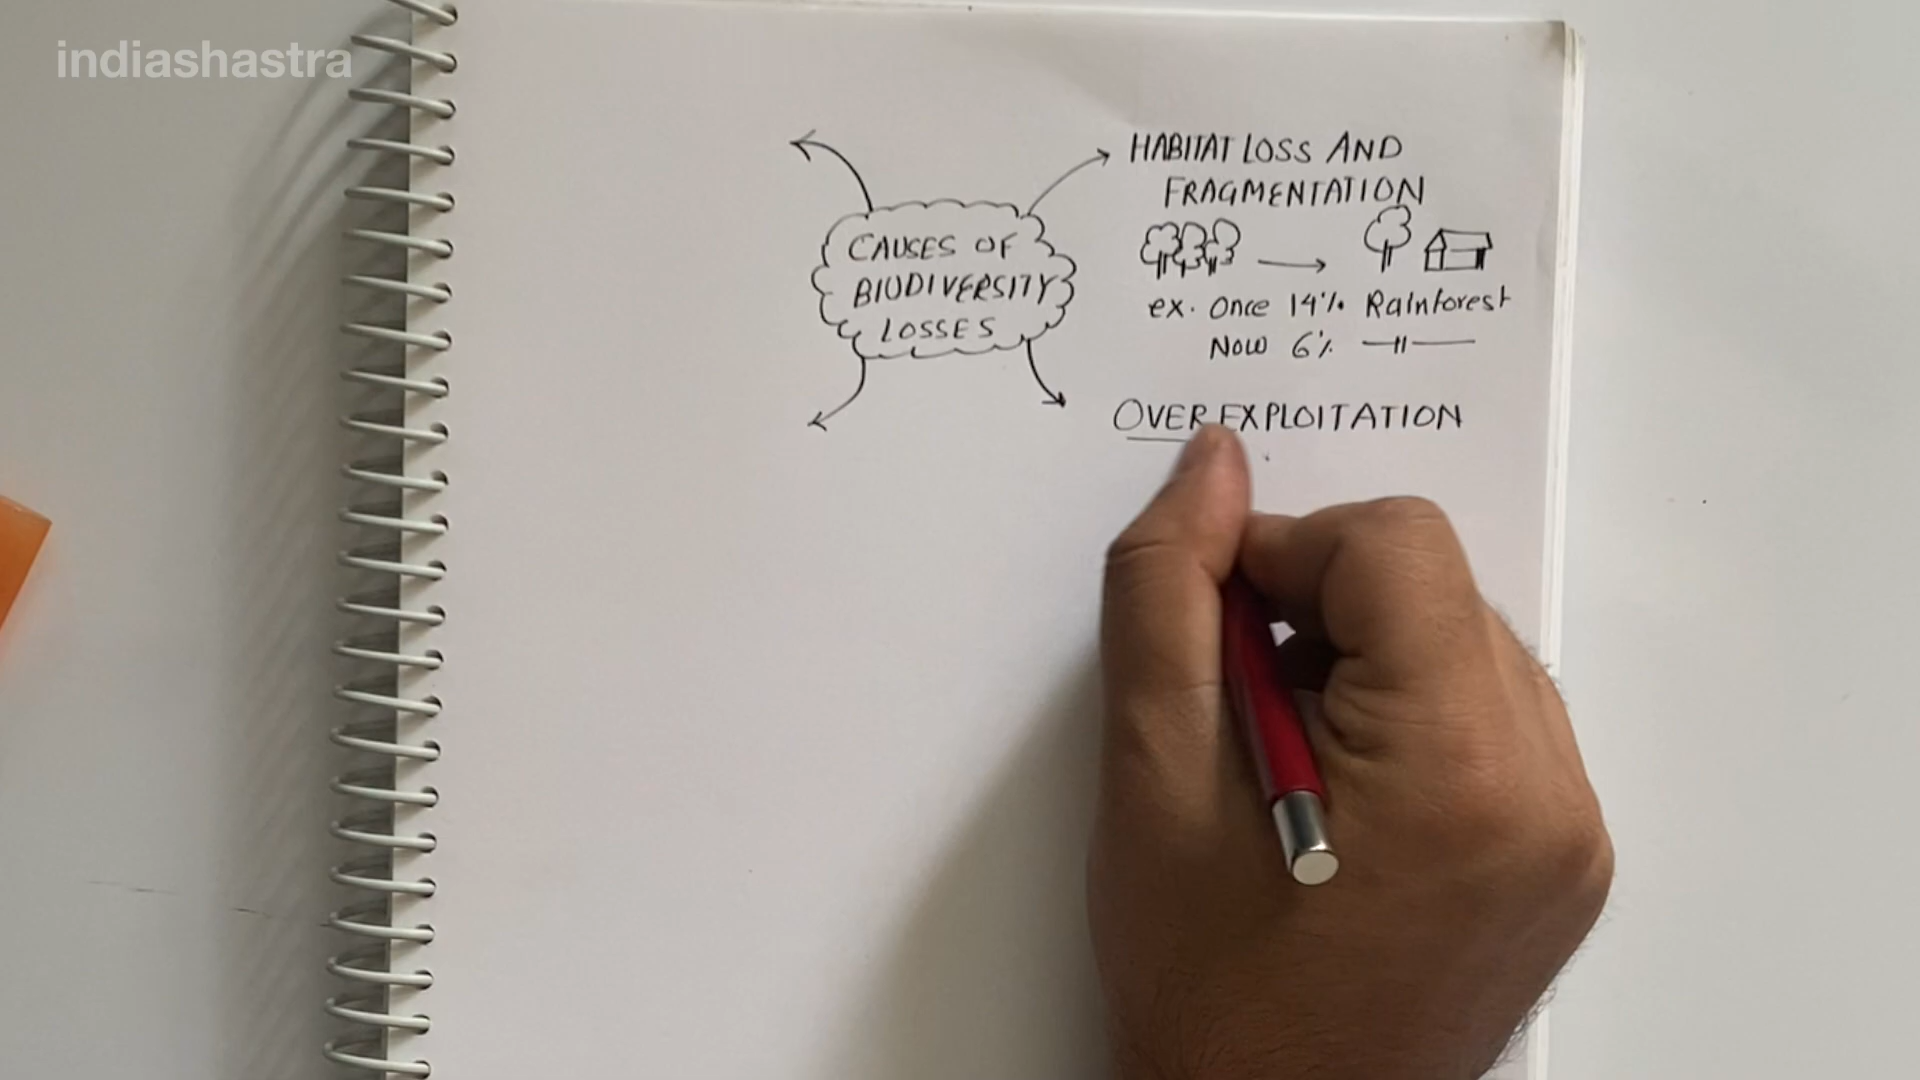 indiashastra
CAUSES OF
BIODIVERSITY
LOSSES
HABITAT LOSS AND
FRAGMENTATION
ex. Once 14% Rainforest
Now 6% —"—
OVER EXPLOITATION